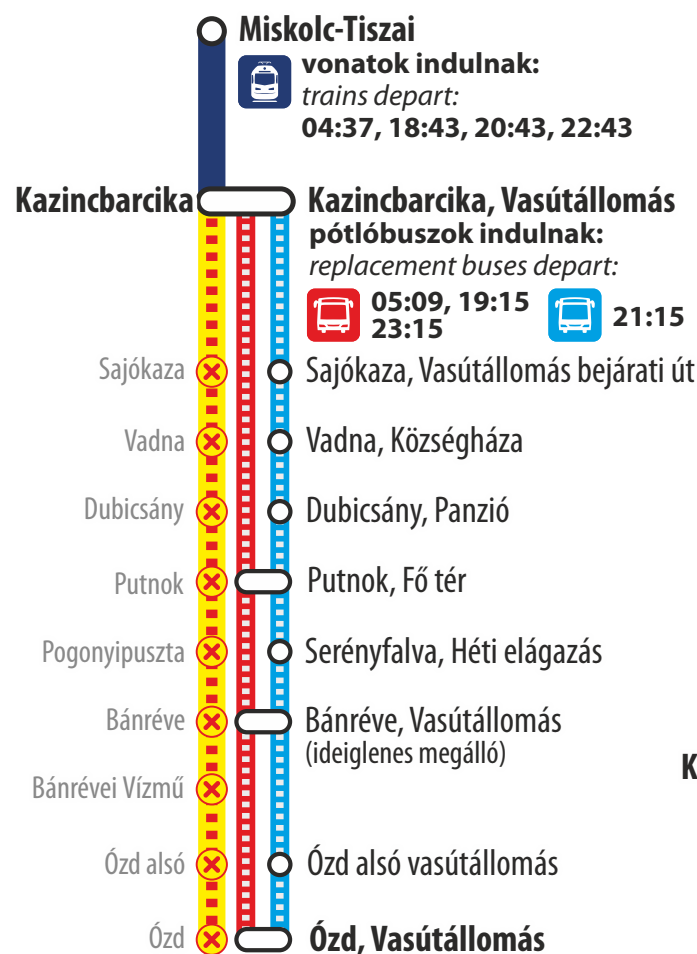 Miskolc-Tiszai
vonatok indulnak:
trains depart:
04:37, 18:43, 20:43, 22:43
Kazincbarcika
Kazincbarcika, Vasútállomás
pótlóbuszok indulnak:
replacement buses depart:
05:09, 19:15
23:15
21:15
Sajókaza
Sajókaza, Vasútállomás bejárati út
Vadna
Vadna, Községháza
Dubicsány
Dubicsány, Panzió
Putnok
Putnok, Fő tér
Pogonyipuszta
Serényfalva, Héti elágazás
Bánréve
Bánréve, Vasútállomás
(ideiglenes megálló)
K
Bánrévei Vízmű
Ózd alsó
Ózd alsó vasútállomás
Ózd
Ózd, Vasútállomás